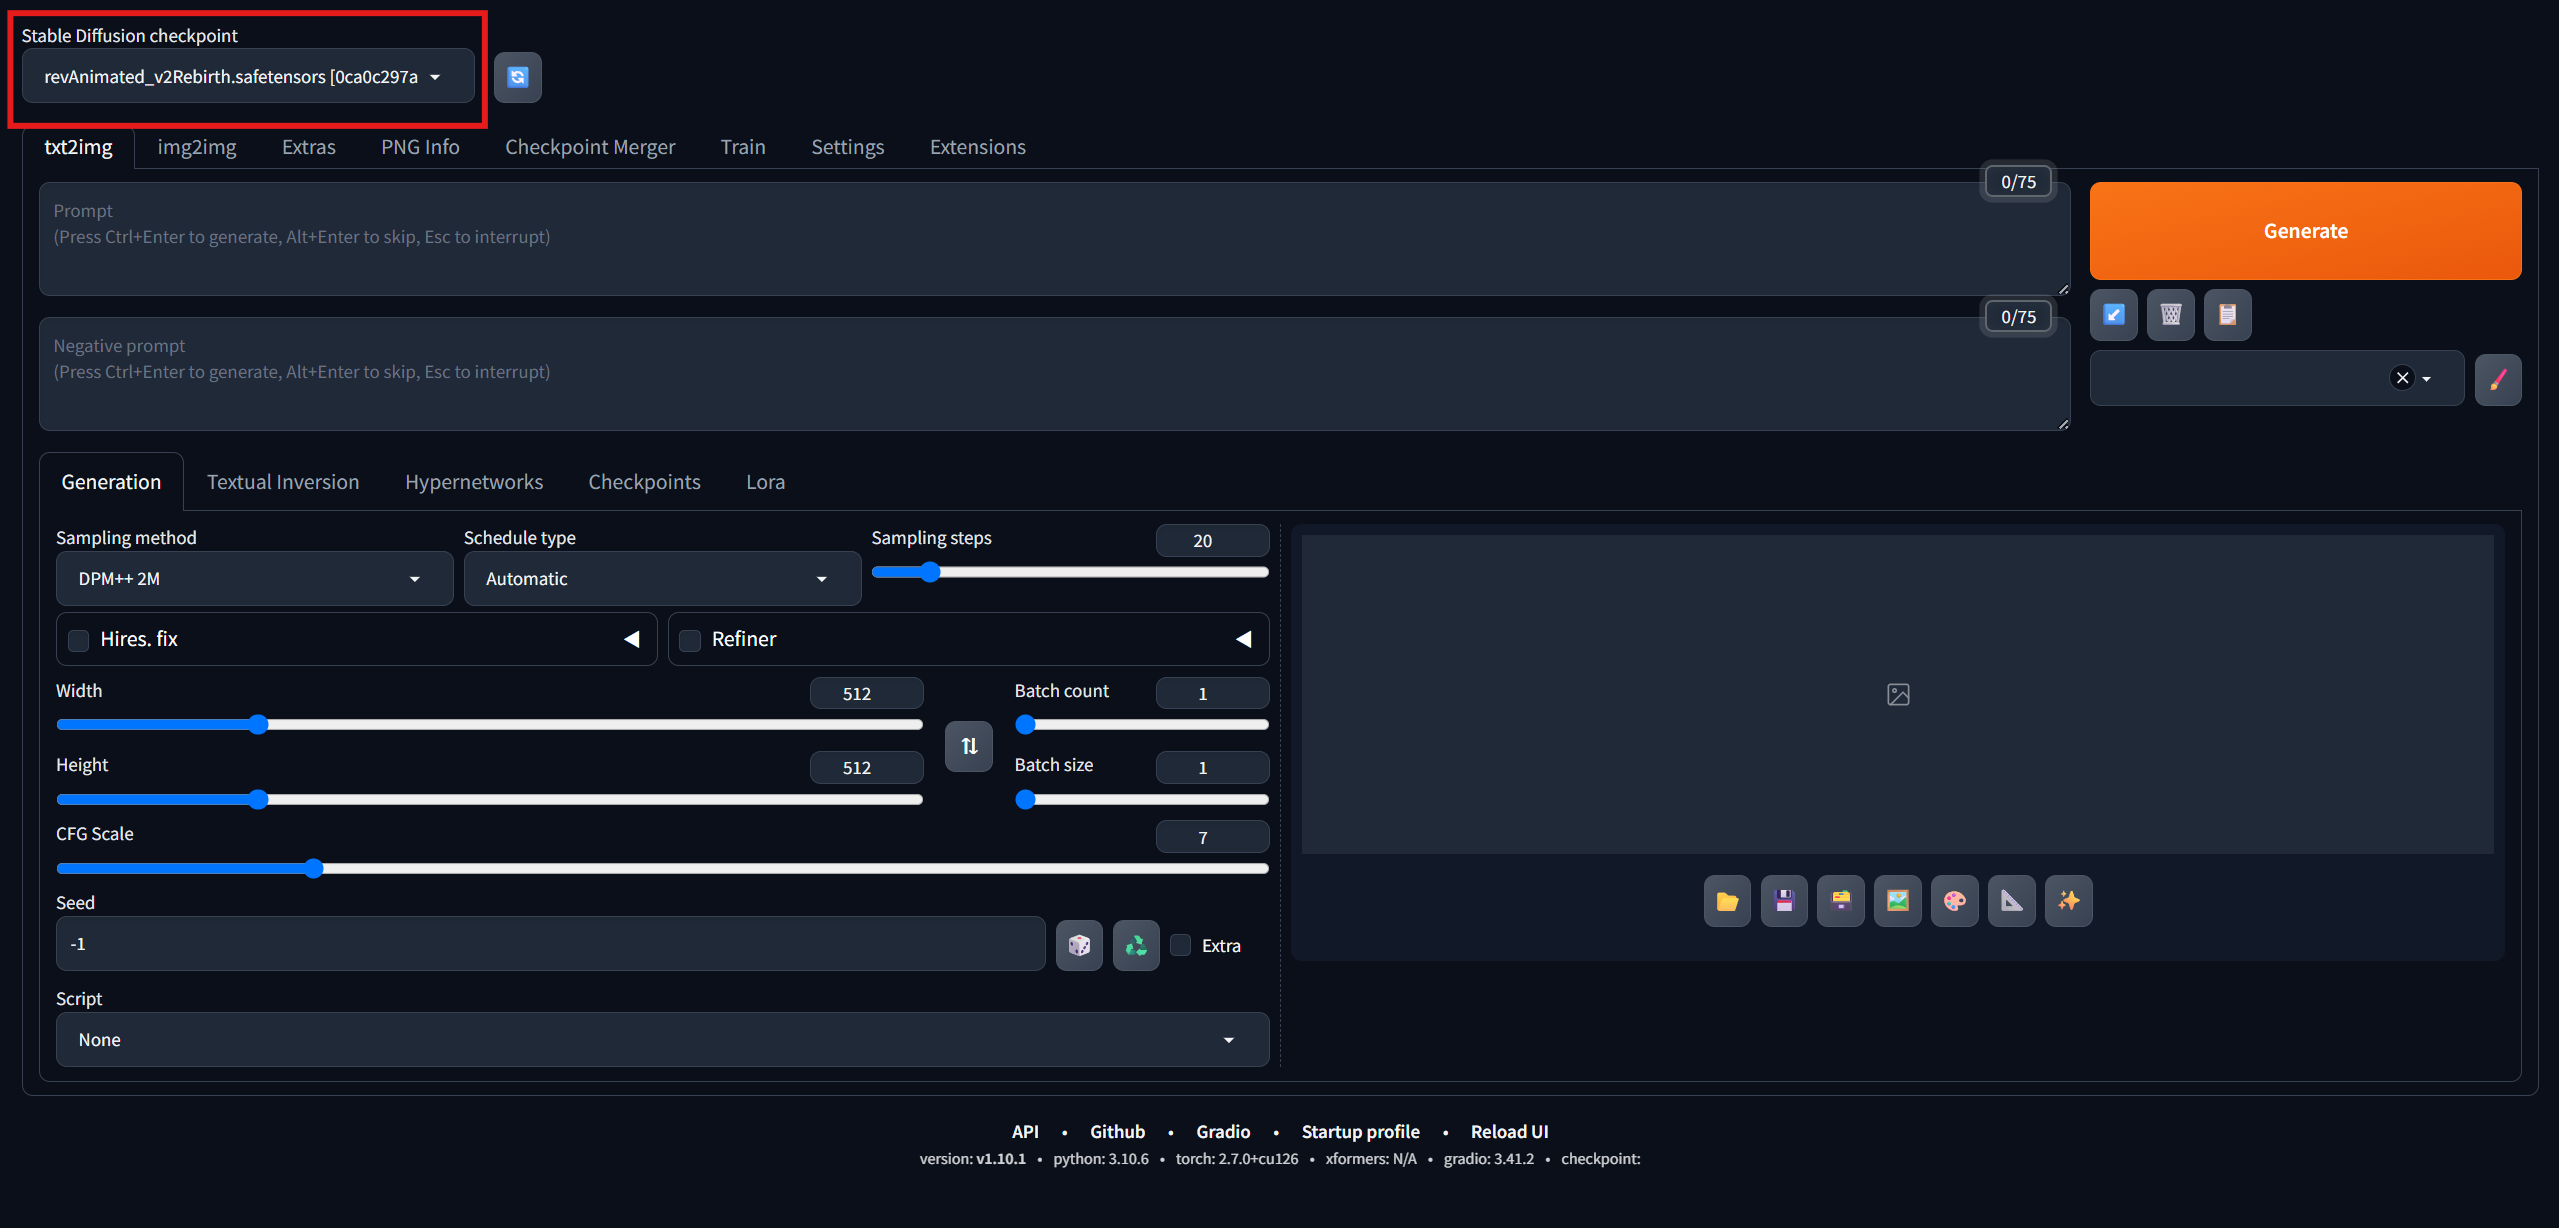 Stable Diffusion checkpoint
revAnimated_v2Rebirth.safetensors [0ca0c297a
txt2img img2img Extras PNG Info Checkpoint Merger Train Settings Extensions
0/75
Prompt
(Press Ctrl+Enter to generate, Alt+Enter to skip, Esc to interrupt)
Generate
0/75
Negative prompt
(Press Ctrl+Enter to generate, Alt+Enter to skip, Esc to interrupt)
Generation Textual Inversion Hypernetworks Checkpoints Lora
Sampling method Schedule type Sampling steps 20
DPM++ 2M Automatic
Hires. fix Refiner
Width 512 Batch count 1
Height 512 Batch size 1
CFG Scale 7
Seed
-1 Extra
Script
None
API • Github • Gradio • Startup profile • Reload UI
version: v1.10.1 • python: 3.10.6 • torch: 2.7.0+cu126 • xformers: N/A • gradio: 3.41.2 • checkpoint: